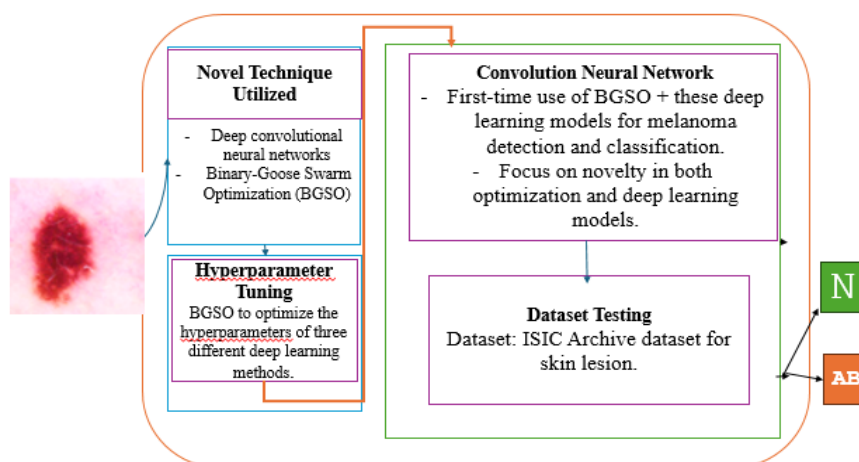 Novel Technique
Utilized
- Deep convolutional
neural networks
- Binary-Goose Swarm
Optimization (BGSO)
Hyperparameter
Tuning
BGSO to optimize the
hyperparameters of three
different deep learning
methods.
Convolution Neural Network
- First-time use of BGSO + these deep
learning models for melanoma
detection and classification.
- Focus on novelty in both
optimization and deep learning
models.
Dataset Testing
Dataset: ISIC Archive dataset for
skin lesion.
N
AB